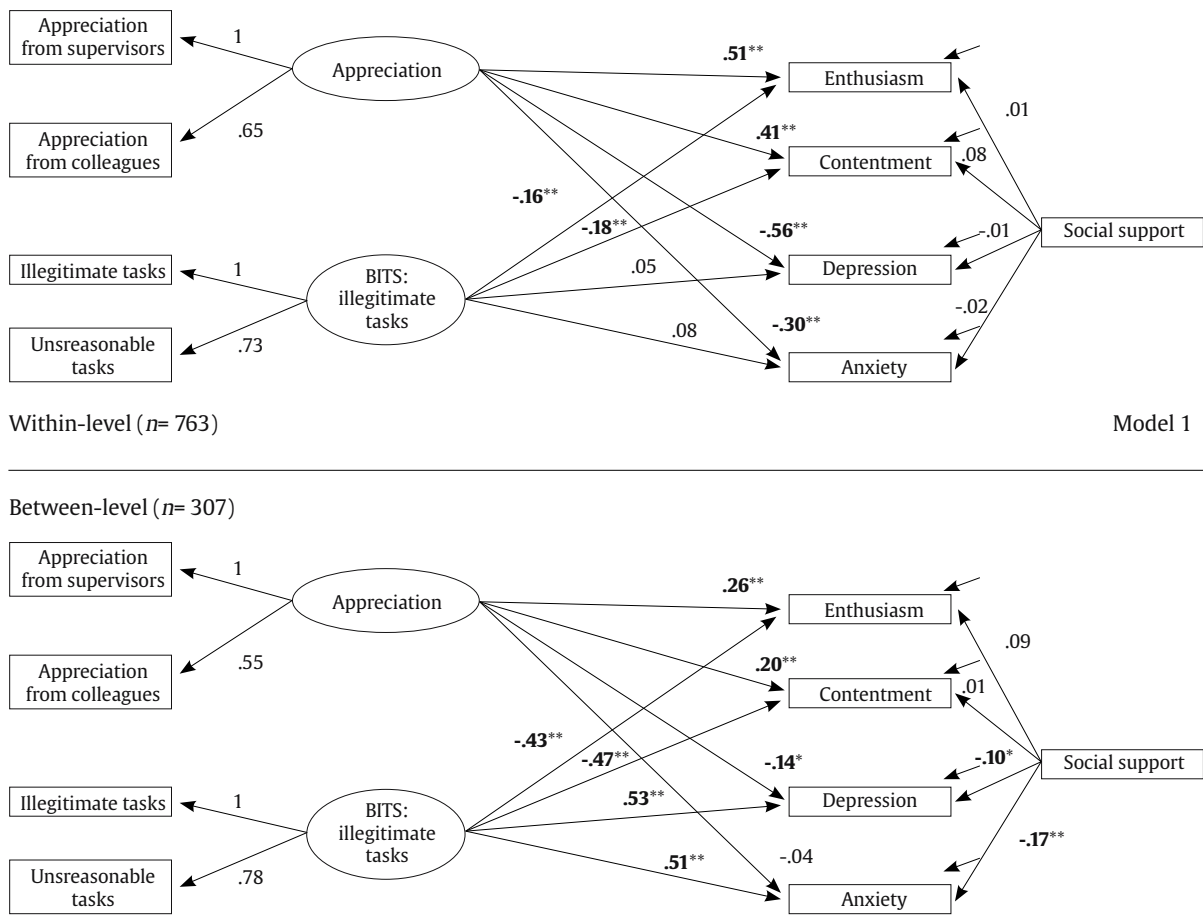 Appreciation
from supervisors
1
Appreciation
.51**
Enthusiasm
.01
Appreciation
from colleagues
.65
.41**
Contentment
.08
-.16**
-.18**
-.56**
-.01
Social support
Illegitimate tasks
1
BITS:
illegitimate
tasks
.05
Depression
Unsreasonable
tasks
.73
.08
-.30**
-.02
Anxiety
Within-level (n= 763)
Model 1
Between-level (n= 307)
Appreciation
from supervisors
1
Appreciation
.26**
Enthusiasm
.09
Appreciation
from colleagues
.55
.20**
Contentment
.01
-.43**
-.47**
-.14*
-.10*
Social support
Illegitimate tasks
1
BITS:
illegitimate
tasks
.53**
Depression
Unsreasonable
tasks
.78
.51**
-.04
-.17**
Anxiety